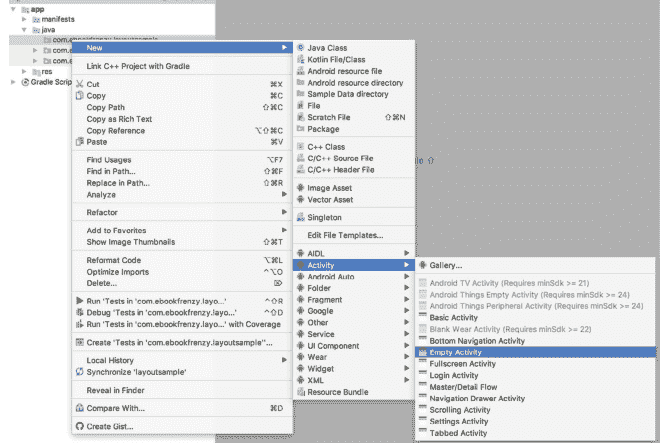 app
manifests
java
com.ebookfrenzy.layoutsample
com.e
com.e
res
Gradle Scrip
New
Link C++ Project with Gradle
Cut ⌘X
Copy ⌘C
Copy Path ⇧⌘C
Copy as Rich Text
Copy Reference ⌥⇧⌘C
Paste ⌘V
Find Usages ⌥F7
Find in Path... ⇧⌘F
Replace in Path... ⇧⌘R
Analyze
Refactor
Add to Favorites
Show Image Thumbnails ⇧⌘T
Reformat Code ⌥⌘L
Optimize Imports ^⌥O
Delete... ⌦
Run 'Tests in 'com.ebookfrenzy.layo...' ^⇧R
Debug 'Tests in 'com.ebookfrenzy.layo...' ^⇧D
Run 'Tests in 'com.ebookfrenzy.layo...' with Coverage
Create 'Tests in 'com.ebookfrenzy.layoutsample''...
Local History
Synchronize 'layoutsample'
Reveal in Finder
Compare With... ⌘D
Create Gist...
Java Class
Kotlin File/Class
Android resource file
Android resource directory
Sample Data directory
File
Scratch File ⇧⌘N
Package
C++ Class
C/C++ Source File
C/C++ Header File
Image Asset
Vector Asset
Singleton
Edit File Templates...
AIDL
Activity
Android Auto
Folder
Fragment
Google
Other
Service
UI Component
Wear
Widget
XML
Resource Bundle
Gallery...
Android TV Activity (Requires minSdk >= 21)
Android Things Empty Activity (Requires minSdk >= 24)
Android Things Peripheral Activity (Requires minSdk >= 24)
Basic Activity
Blank Wear Activity (Requires minSdk >= 22)
Bottom Navigation Activity
Empty Activity
Fullscreen Activity
Login Activity
Master/Detail Flow
Navigation Drawer Activity
Scrolling Activity
Settings Activity
Tabbed Activity